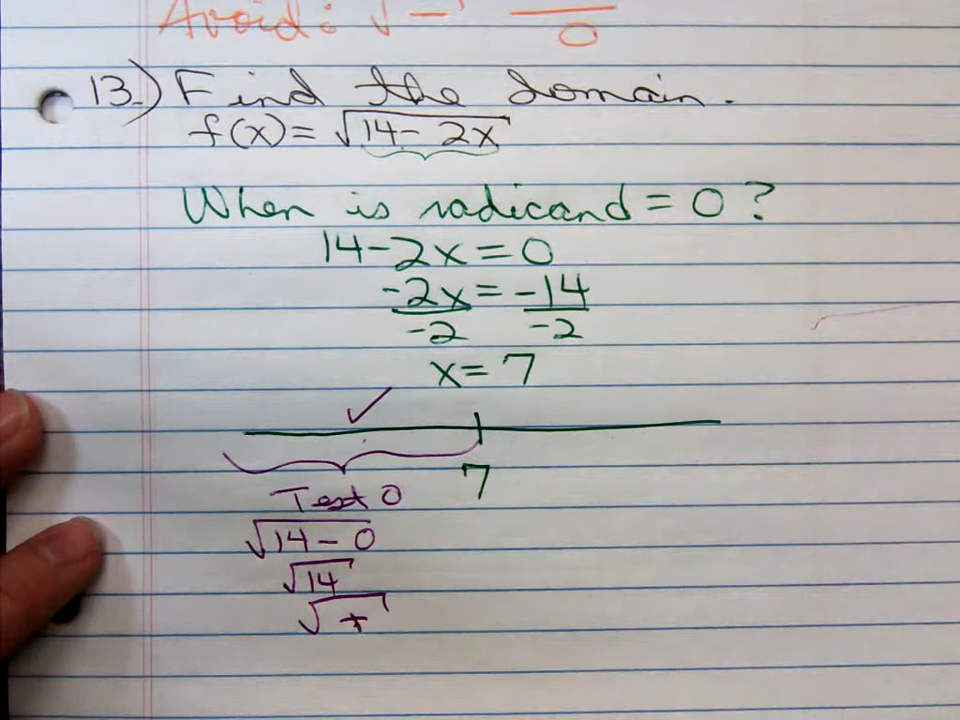 Avoid: √-  /0
13.) Find the domain.
f(x) = √14 - 2x
When is radicand = 0?
14 - 2x = 0
-2x = -14
-2 -2
x = 7
✓
7
Test 0
√14 - 0
√14
√+